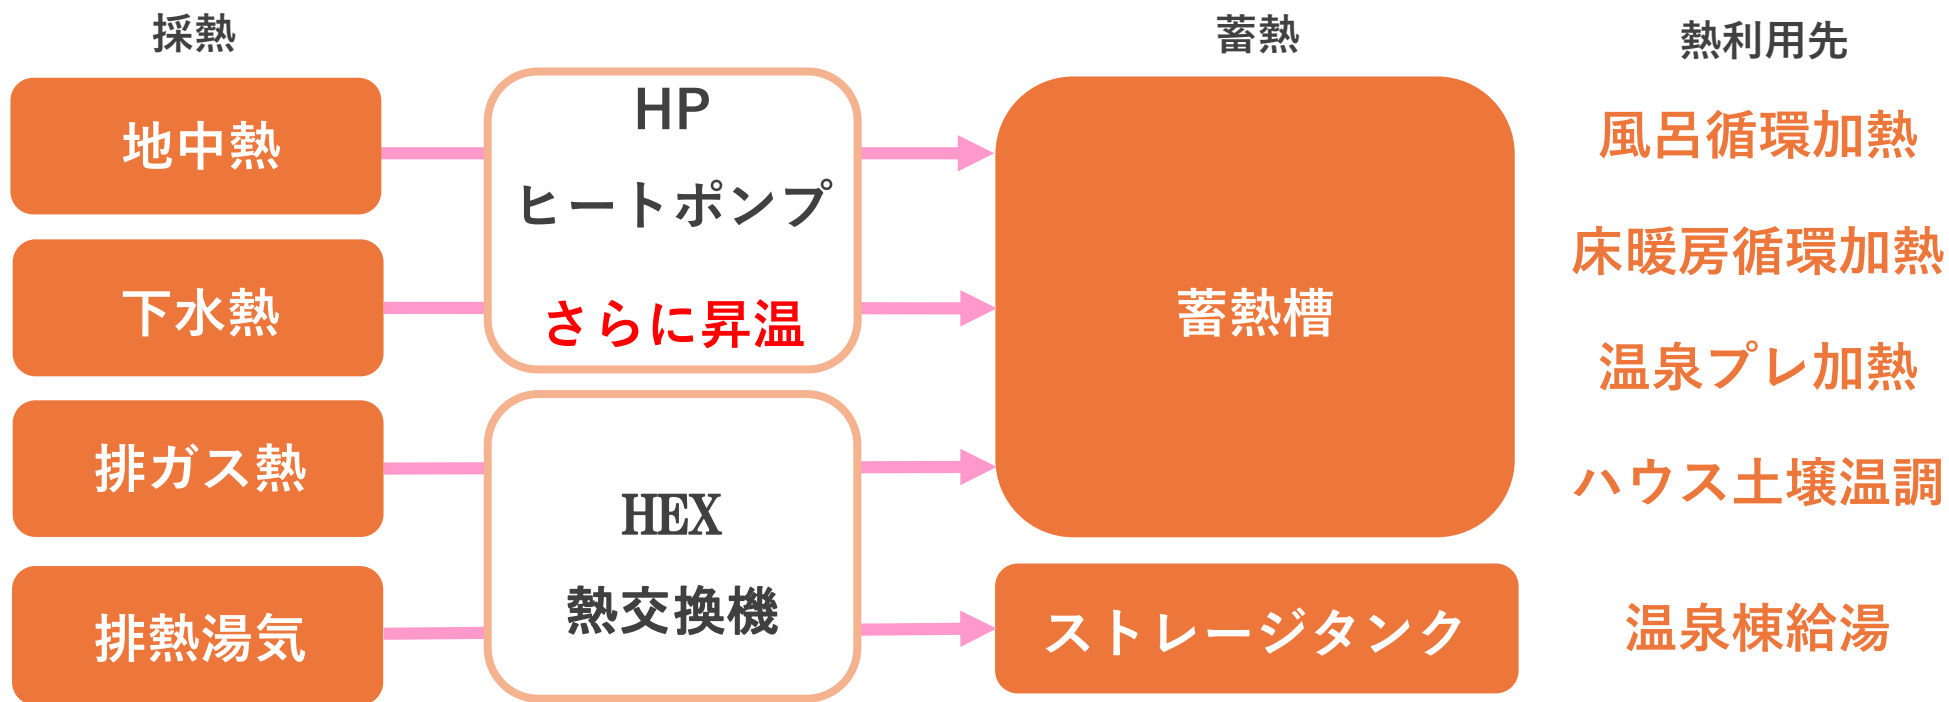 採熱
蓄熱
熱利用先
地中熱
下水熱
排ガス熱
排熱湯気
HP
ヒートポンプ
さらに昇温
HEX
熱交換機
蓄熱槽
ストレージタンク
風呂循環加熱
床暖房循環加熱
温泉プレ加熱
ハウス土壌温調
温泉棟給湯